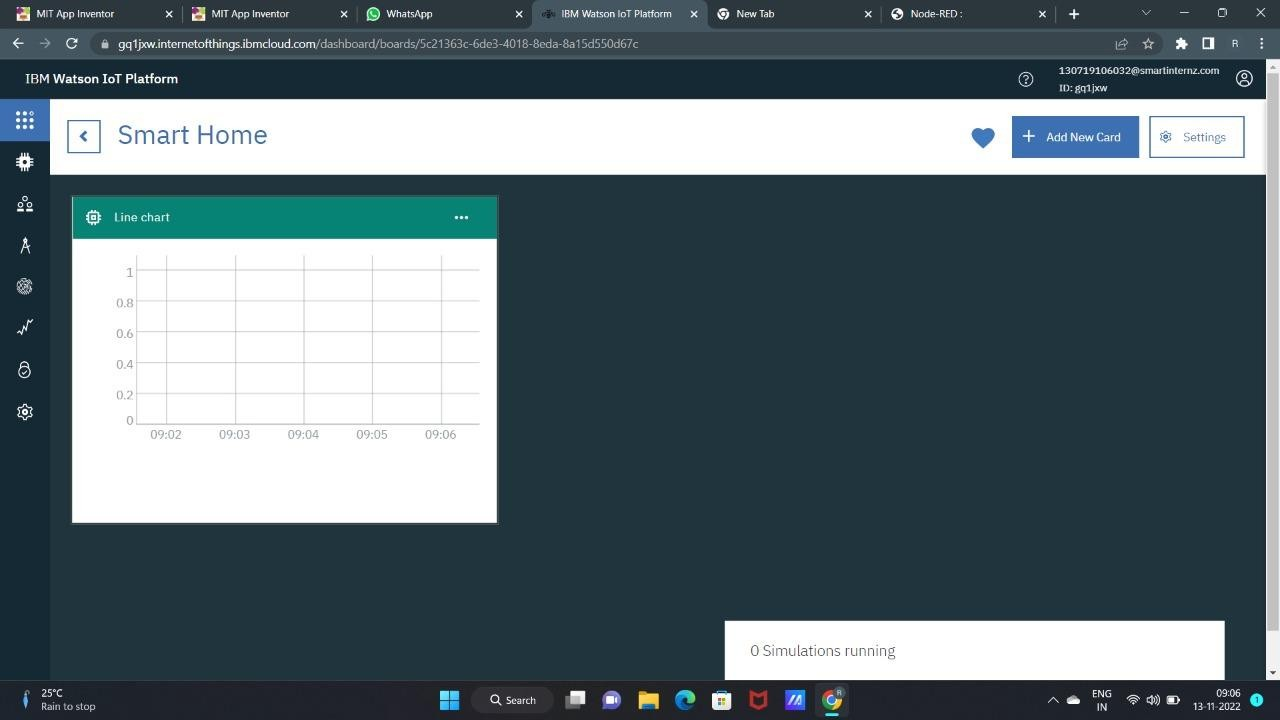 MIT App Inventor
MIT App Inventor
WhatsApp
IBM Watson IoT Platform
New Tab
Node-RED :
gq1jxw.internetofthings.ibmcloud.com/dashboard/boards/5c21363c-6de3-4018-8eda-8a15d550d67c
R
IBM Watson IoT Platform
130719106032@smartinternz.com
ID: gq1jxw
Smart Home
Add New Card
Settings
Line chart
1
0.8
0.6
0.4
0.2
0
09:02 09:03 09:04 09:05 09:06
0 Simulations running
25°C
Rain to stop
Search
R
ENG
IN
09:06
13-11-2022
1